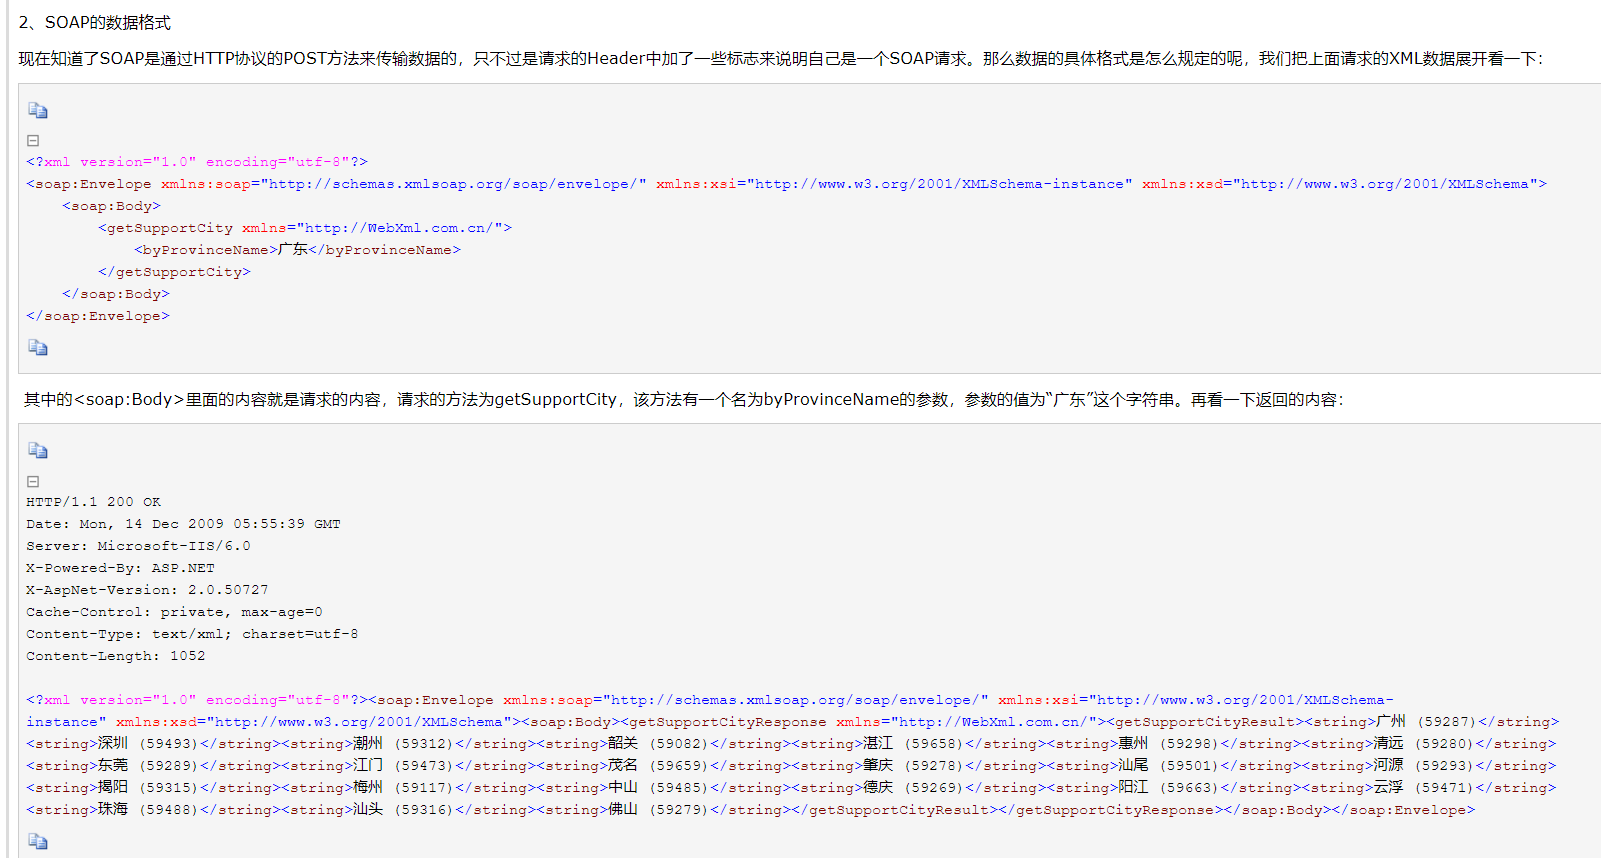 2、SOAP的数据格式
现在知道了SOAP是通过HTTP协议的POST方法来传输数据的，只不过是请求的Header中加了一些标志来说明自己是一个SOAP请求。那么数据的具体格式是怎么规定的呢，我们把上面请求的XML数据展开看一下：
<?xml version="1.0" encoding="utf-8"?>
<soap:Envelope xmlns:soap="http://schemas.xmlsoap.org/soap/envelope/" xmlns:xsi="http://www.w3.org/2001/XMLSchema-instance" xmlns:xsd="http://www.w3.org/2001/XMLSchema">
    <soap:Body>
        <getSupportCity xmlns="http://WebXml.com.cn/">
            <byProvinceName>广东</byProvinceName>
        </getSupportCity>
    </soap:Body>
</soap:Envelope>
其中的<soap:Body>里面的内容就是请求的内容，请求的方法为getSupportCity，该方法有一个名为byProvinceName的参数，参数的值为“广东”这个字符串。再看一下返回的内容：
HTTP/1.1 200 OK
Date: Mon, 14 Dec 2009 05:55:39 GMT
Server: Microsoft-IIS/6.0
X-Powered-By: ASP.NET
X-AspNet-Version: 2.0.50727
Cache-Control: private, max-age=0
Content-Type: text/xml; charset=utf-8
Content-Length: 1052
<?xml version="1.0" encoding="utf-8"?><soap:Envelope xmlns:soap="http://schemas.xmlsoap.org/soap/envelope/" xmlns:xsi="http://www.w3.org/2001/XMLSchema-
instance" xmlns:xsd="http://www.w3.org/2001/XMLSchema"><soap:Body><getSupportCityResponse xmlns="http://WebXml.com.cn/"><getSupportCityResult><string>广州 (59287)</string>
<string>深圳 (59493)</string><string>潮州 (59312)</string><string>韶关 (59082)</string><string>湛江 (59658)</string><string>惠州 (59298)</string><string>清远 (59280)</string>
<string>东莞 (59289)</string><string>江门 (59473)</string><string>茂名 (59659)</string><string>肇庆 (59278)</string><string>汕尾 (59501)</string><string>河源 (59293)</string>
<string>揭阳 (59315)</string><string>梅州 (59117)</string><string>中山 (59485)</string><string>德庆 (59269)</string><string>阳江 (59663)</string><string>云浮 (59471)</string>
<string>珠海 (59488)</string><string>汕头 (59316)</string><string>佛山 (59279)</string></getSupportCityResult></getSupportCityResponse></soap:Body></soap:Envelope>